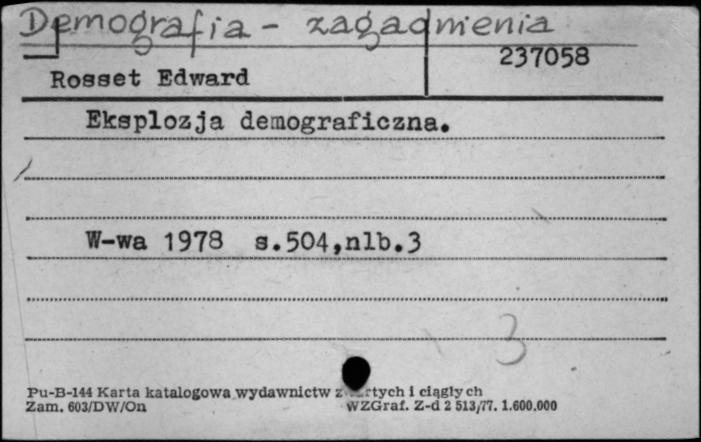 Demografia - zagadnienia
237058
Rosset Edward
Eksplozja demograficzna.
W-wa 1978 s.504,nlb.3
3
Pu-B-144 Karta katalogowa wydawnictw ciągłych i ciągłych
Zam. 603/DW/On WZGraf. Z-d 2 513/77. 1.600.000